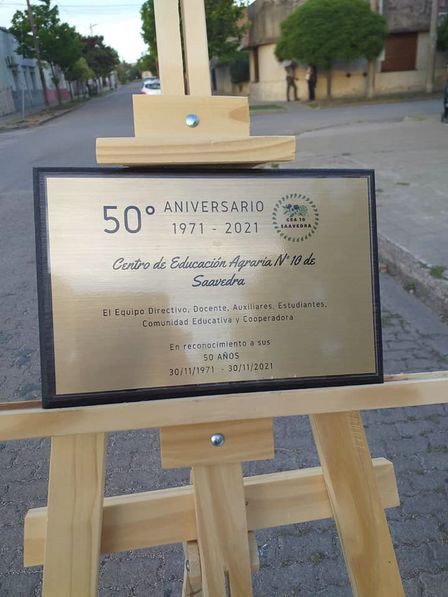 50° ANIVERSARIO
1971 - 2021
CEA 10
SAAVEDRA
Centro de Educación Agraria N° 10 de
Saavedra
El Equipo Directivo, Docente, Auxiliares, Estudiantes,
Comunidad Educativa y Cooperadora
En reconocimiento a sus
50 AÑOS
30/11/1971 - 30/11/2021